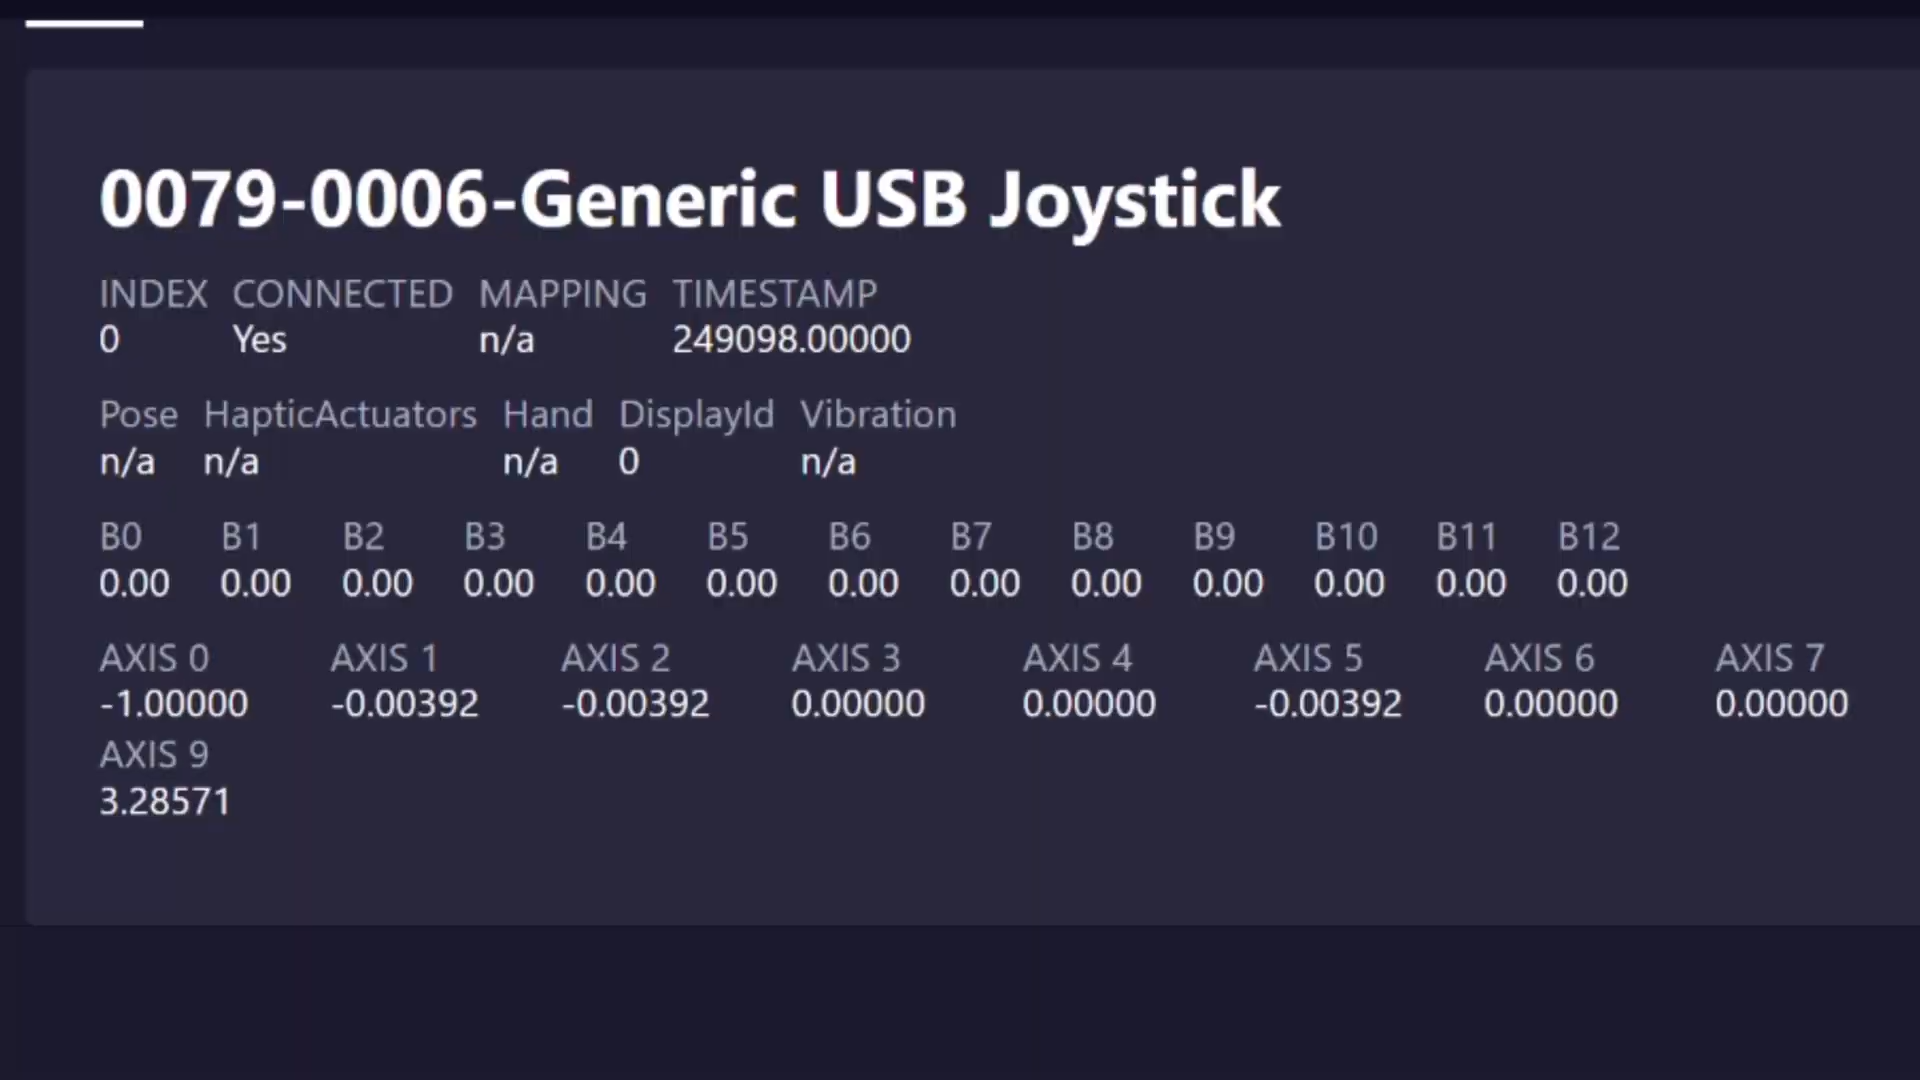 0079-0006-Generic USB Joystick
INDEX CONNECTED MAPPING TIMESTAMP
0 Yes n/a 249098.00000
Pose HapticActuators Hand DisplayId Vibration
n/a n/a n/a 0 n/a
B0 B1 B2 B3 B4 B5 B6 B7 B8 B9 B10 B11 B12
0.00 0.00 0.00 0.00 0.00 0.00 0.00 0.00 0.00 0.00 0.00 0.00 0.00
AXIS 0 AXIS 1 AXIS 2 AXIS 3 AXIS 4 AXIS 5 AXIS 6 AXIS 7
-1.00000 -0.00392 -0.00392 0.00000 0.00000 -0.00392 0.00000 0.00000
AXIS 9
3.28571